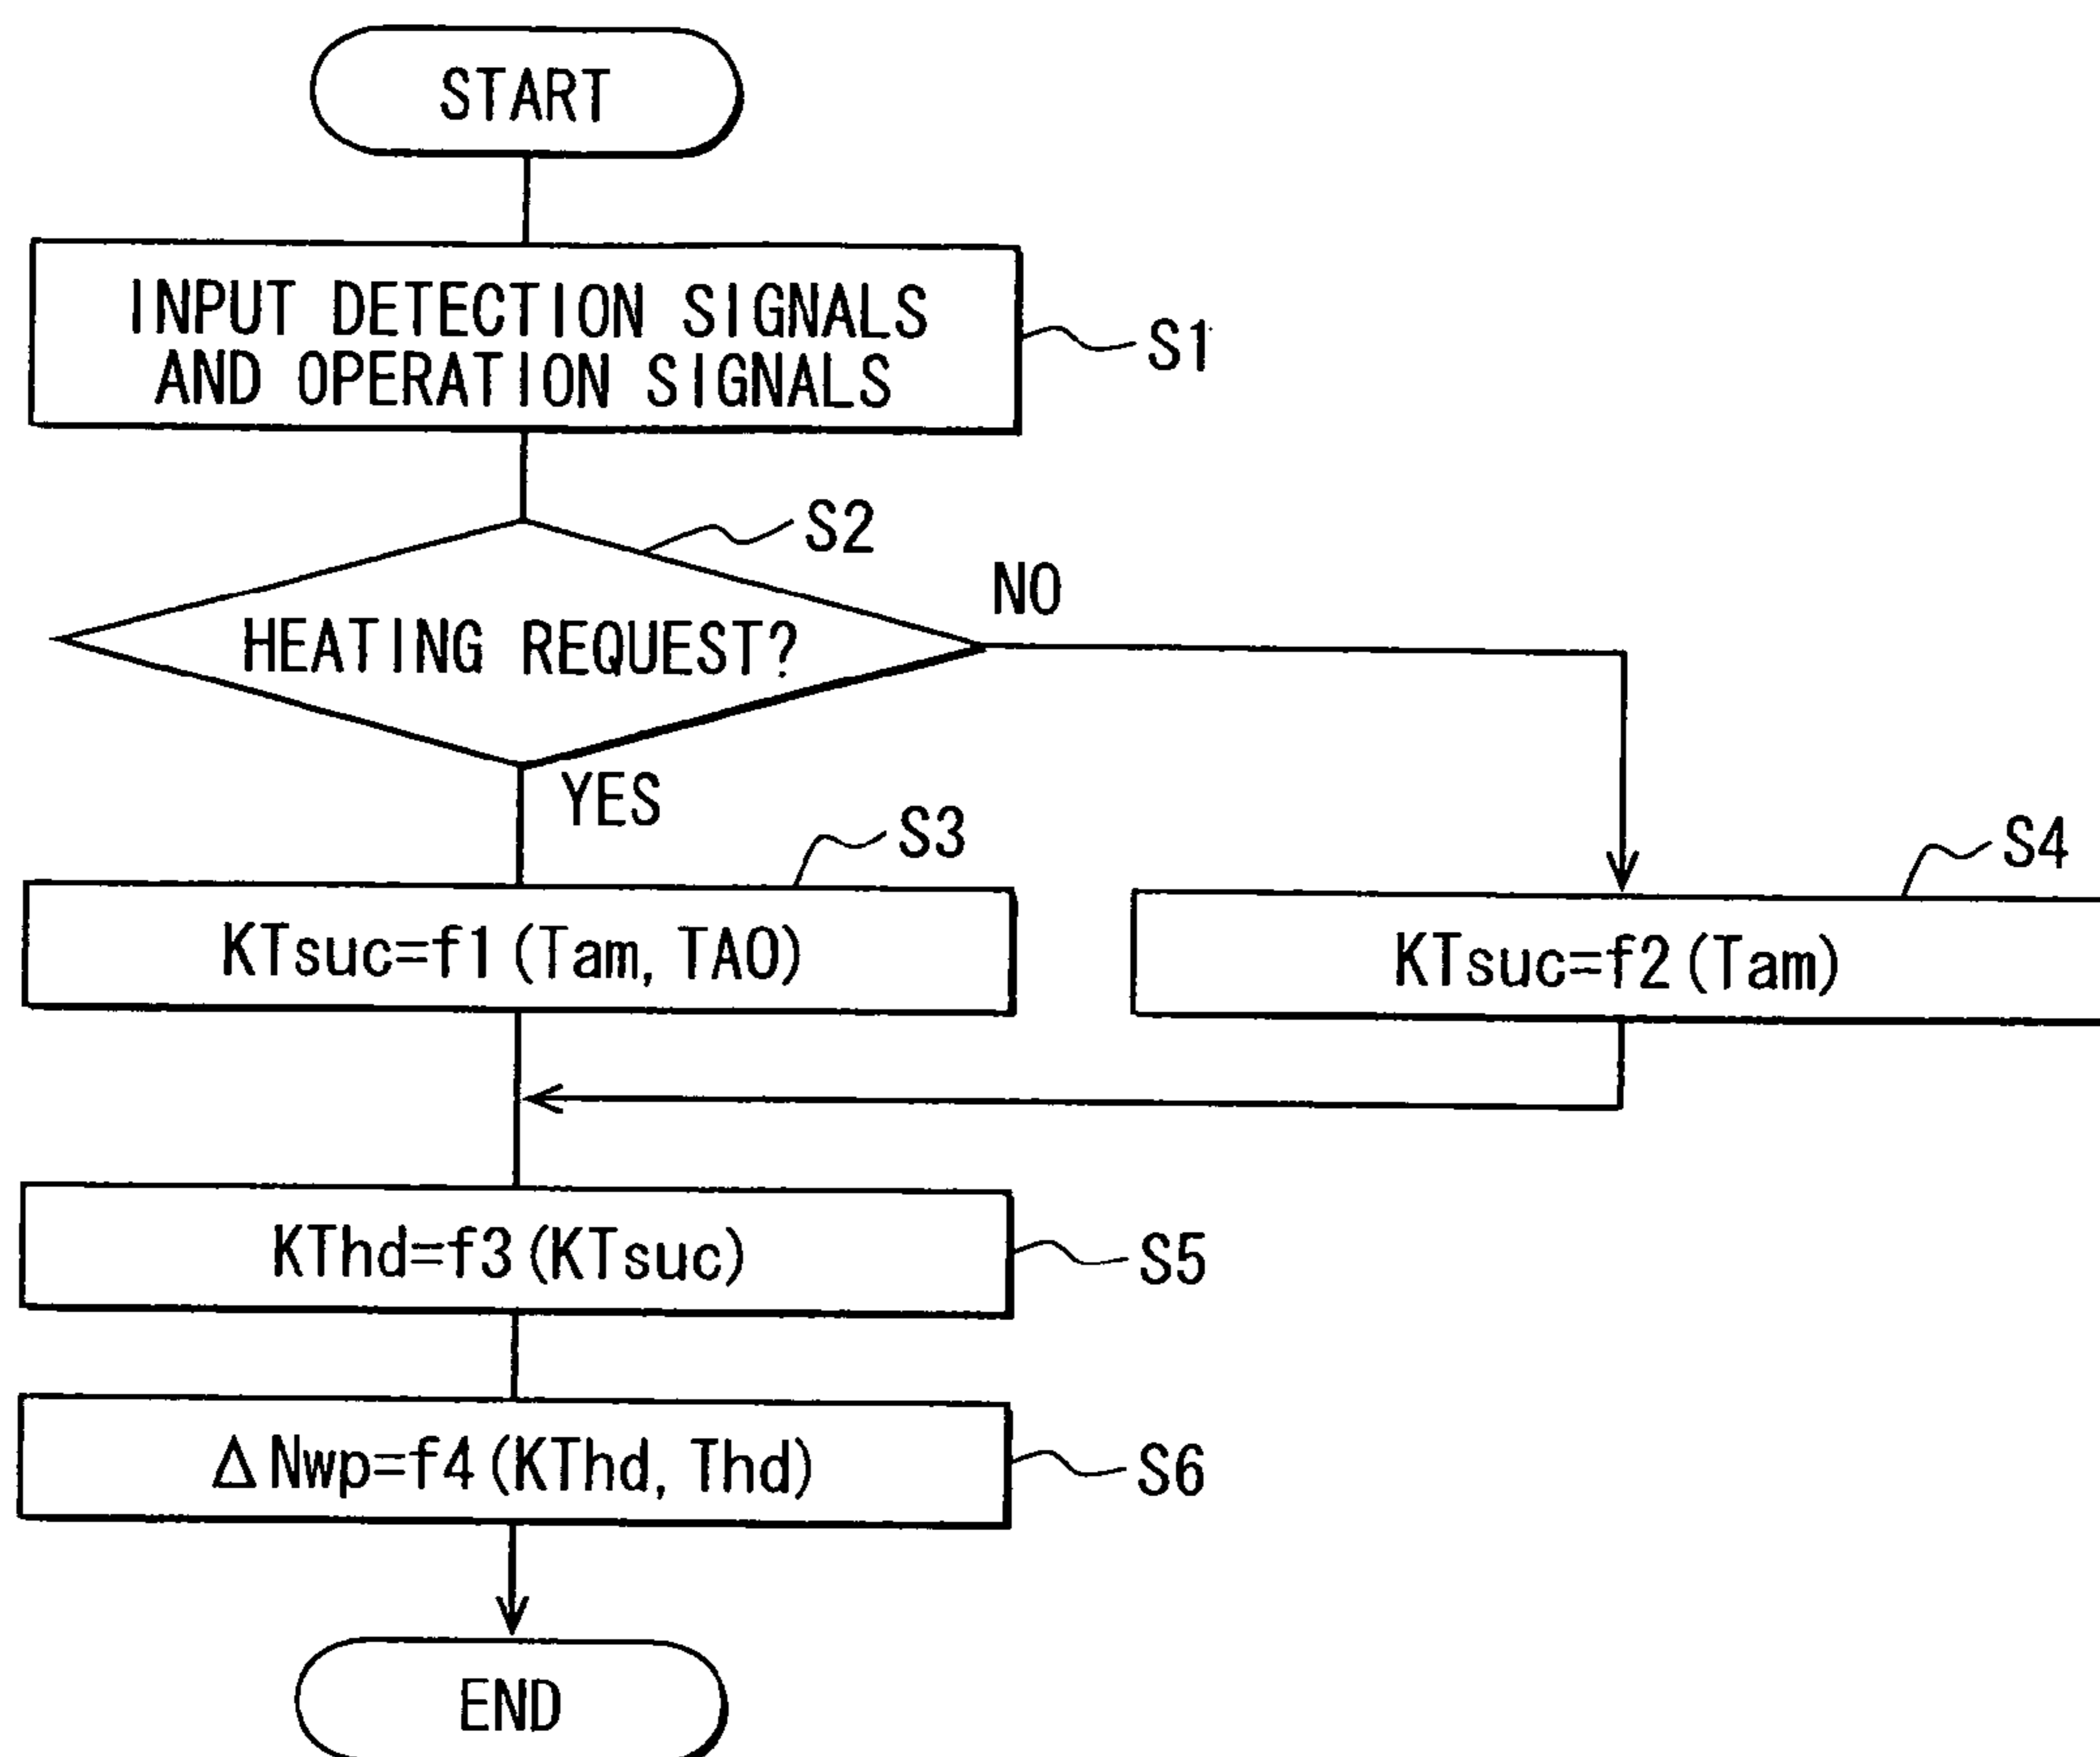 START
INPUT DETECTION SIGNALS
AND OPERATION SIGNALS
S1
S2
HEATING REQUEST?
NO
YES
S3
KTsuc=f1(Tam, TAO)
S4
KTsuc=f2(Tam)
KThd=f3(KTsuc)
S5
ΔNwp=f4(KThd, Thd)
S6
END